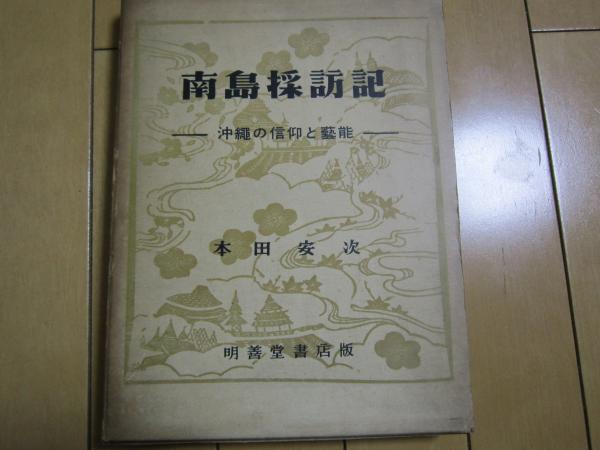 南島採訪記
沖繩の信仰と藝能
本田安次
明善堂書店版